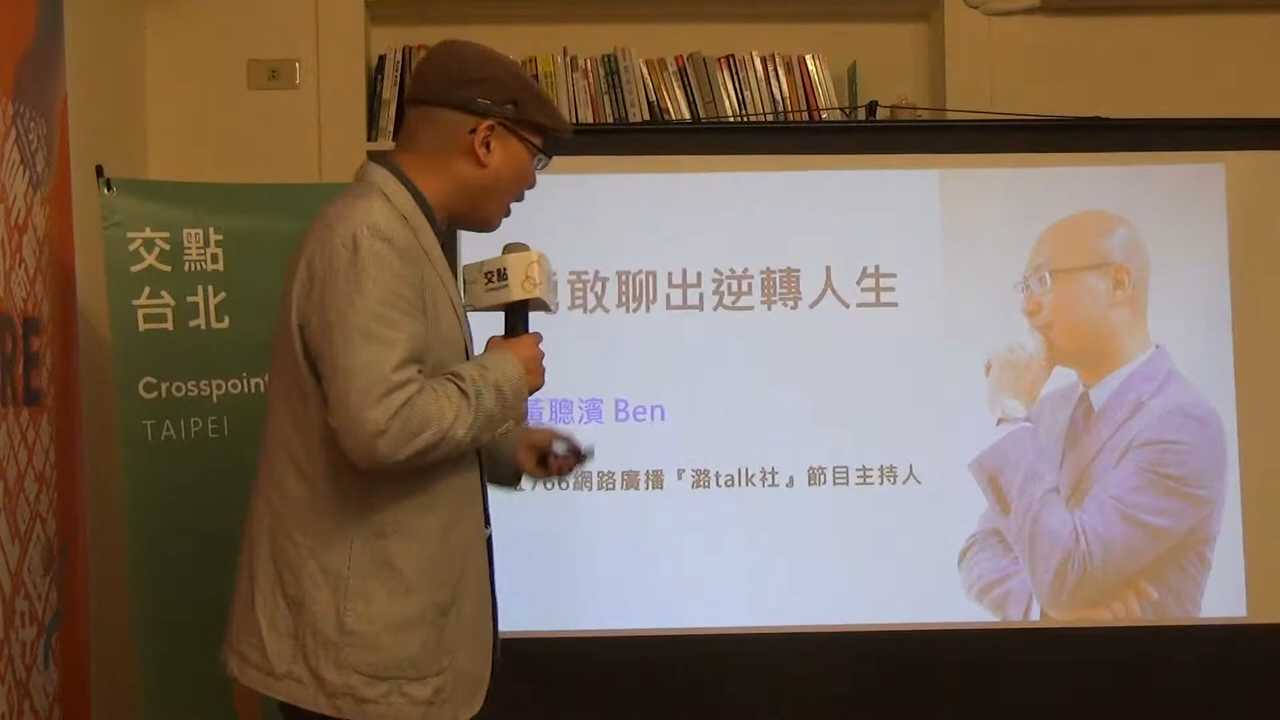 交點
台北
Crosspoint
TAIPEI
交點
勇敢聊出逆轉人生
黃聰濱 Ben
1766網路廣播『潞talk社』節目主持人
RE